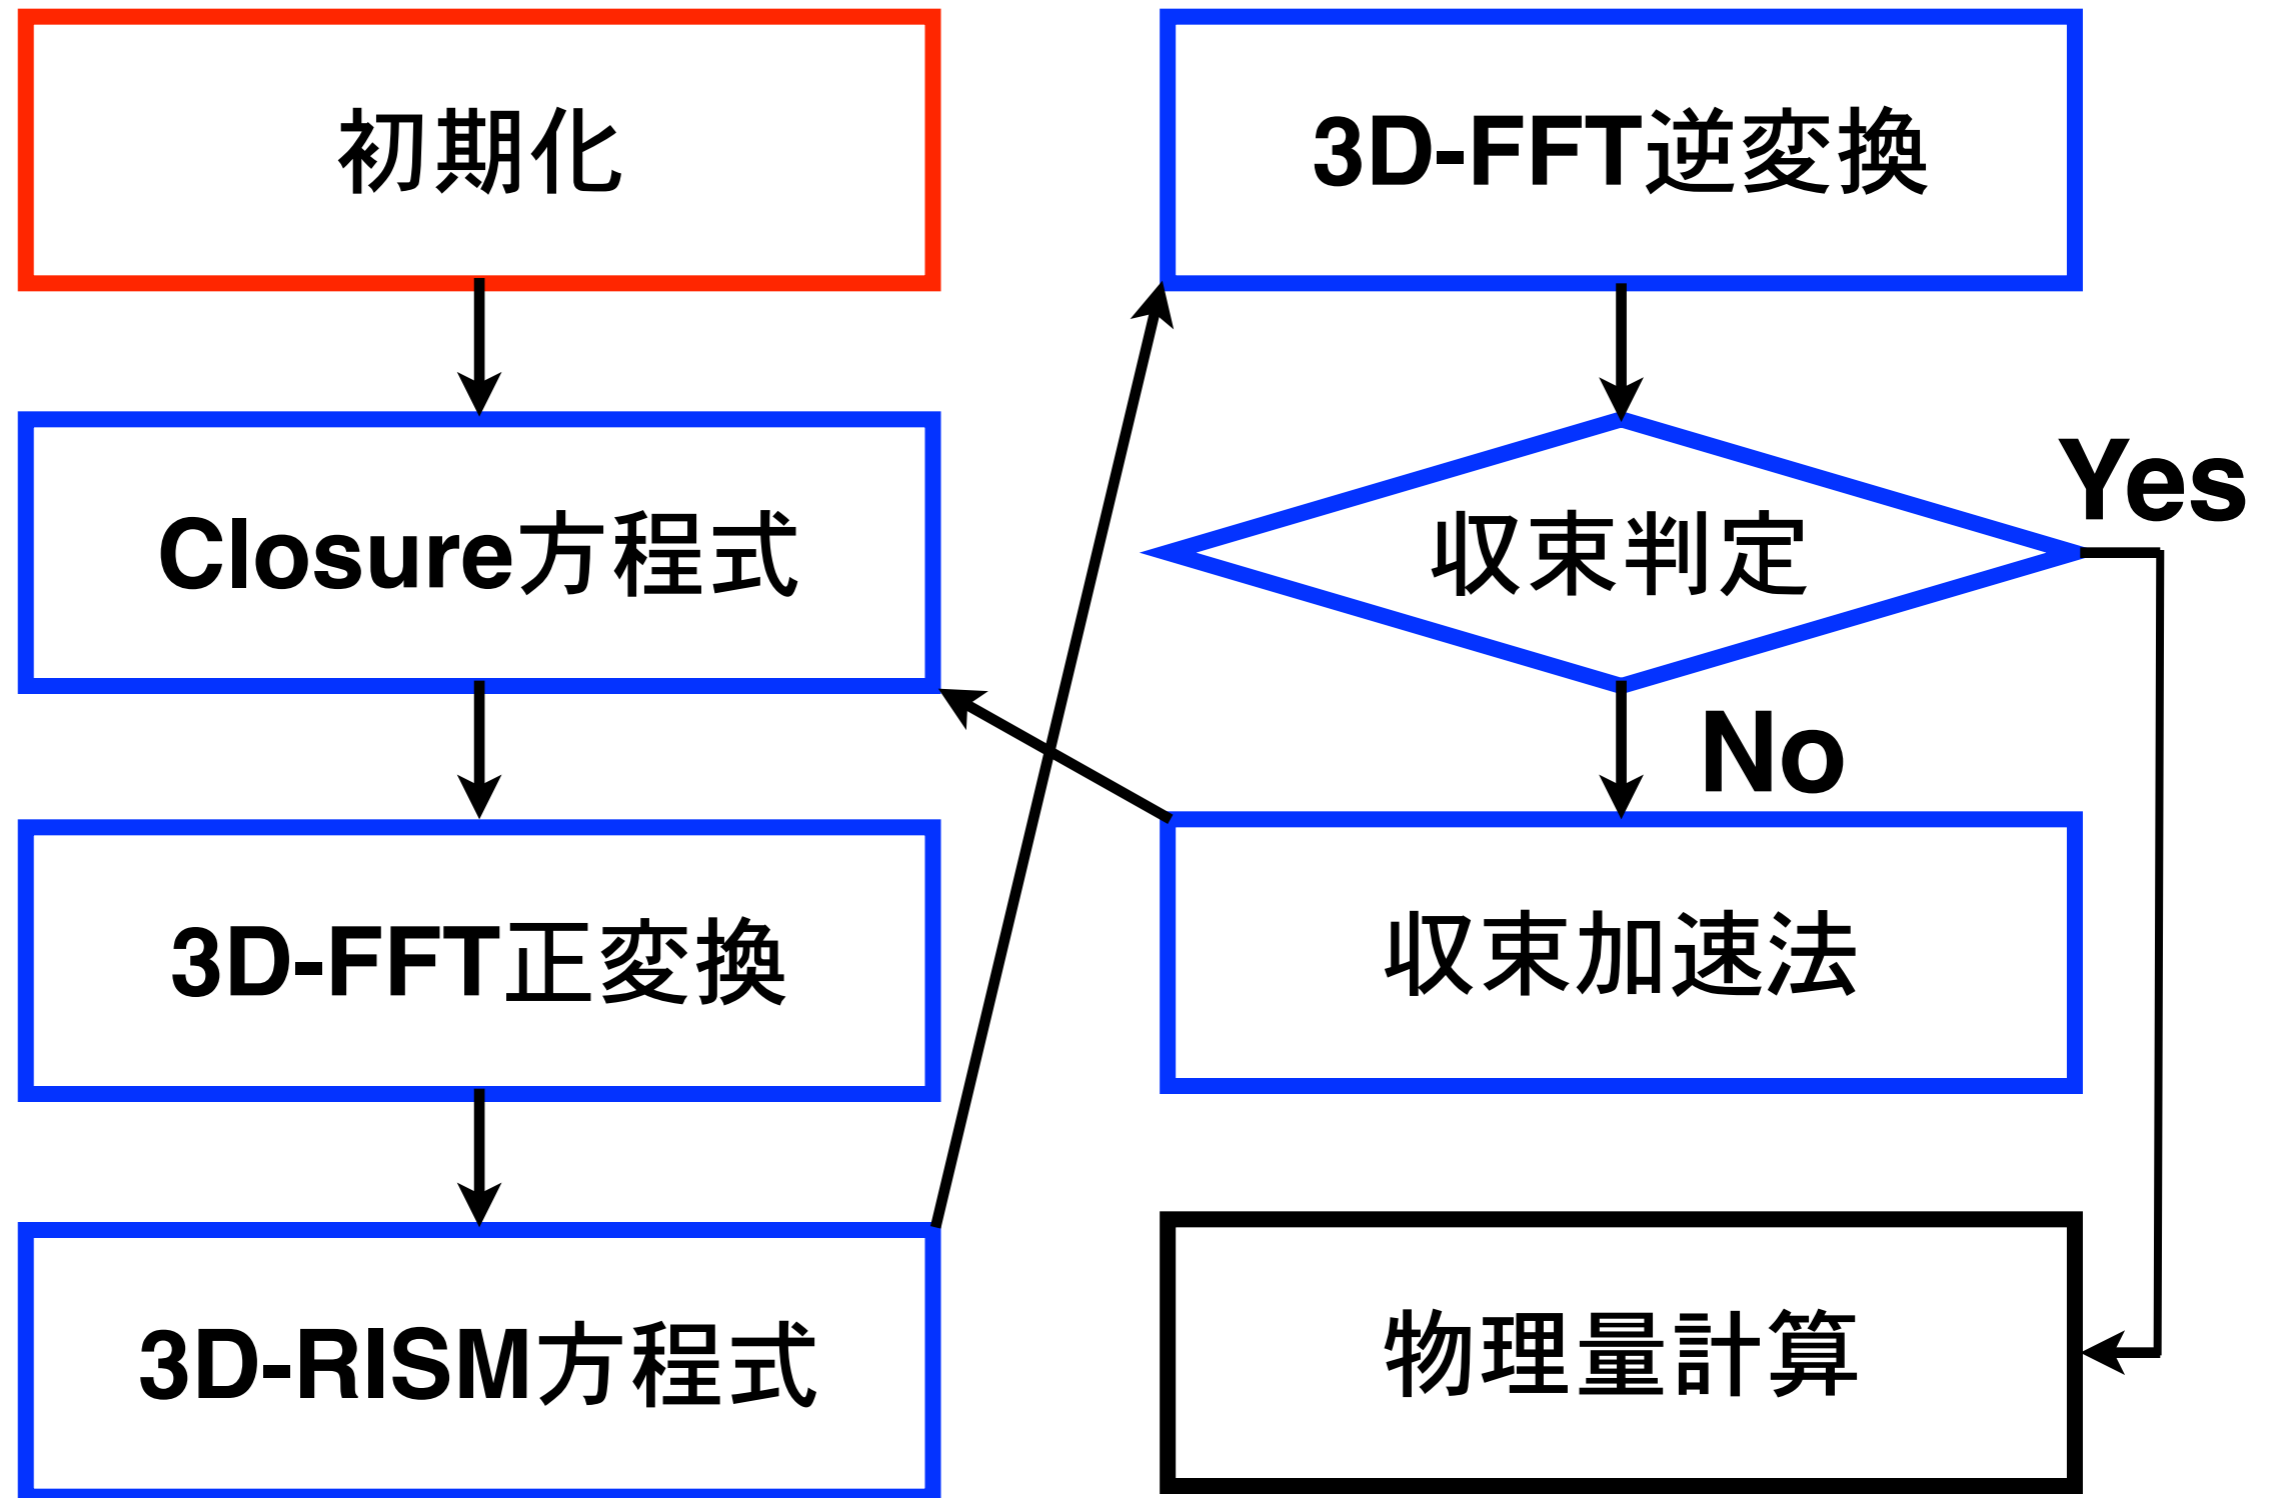 初期化
Closure方程式
3D-FFT正変換
3D-RISM方程式
3D-FFT逆変換
収束判定
Yes
No
収束加速法
物理量計算